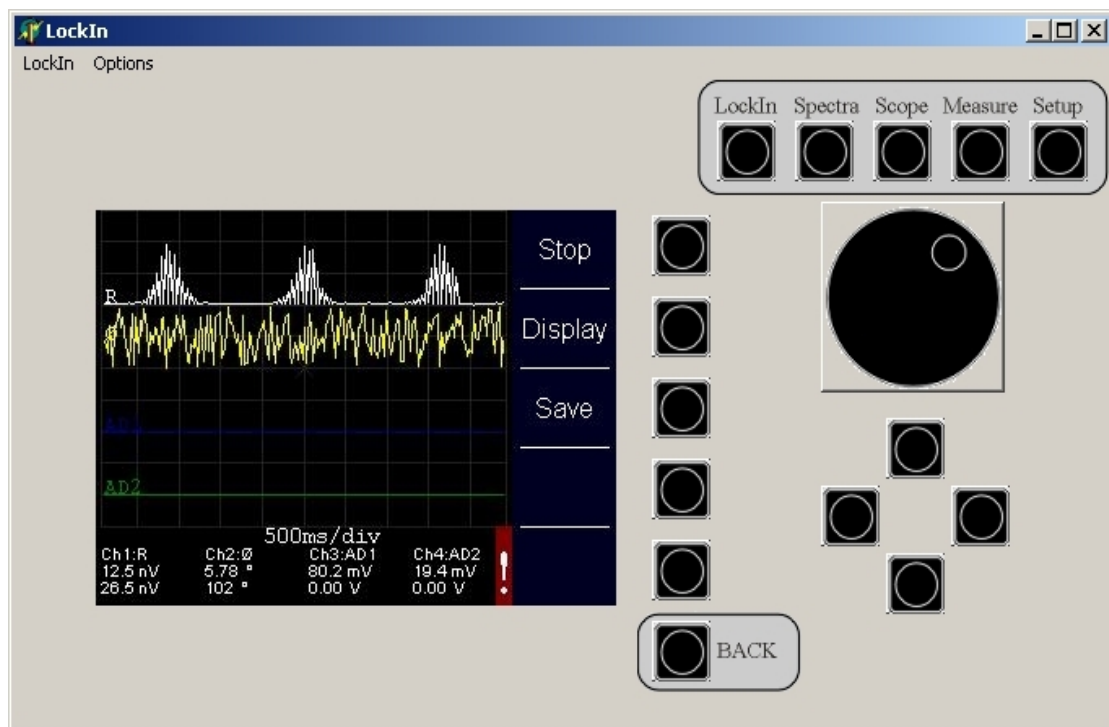 LockIn
LockIn Options
LockIn Spectra Scope Measure Setup
Stop
R
Display
Save
AD1
AD2
500ms/div
Ch1:R Ch2:Ø Ch3:AD1 Ch4:AD2
12.5 nV 5.78 ° 80.2 mV 19.4 mV
26.5 nV 102 ° 0.00 V 0.00 V
!
BACK